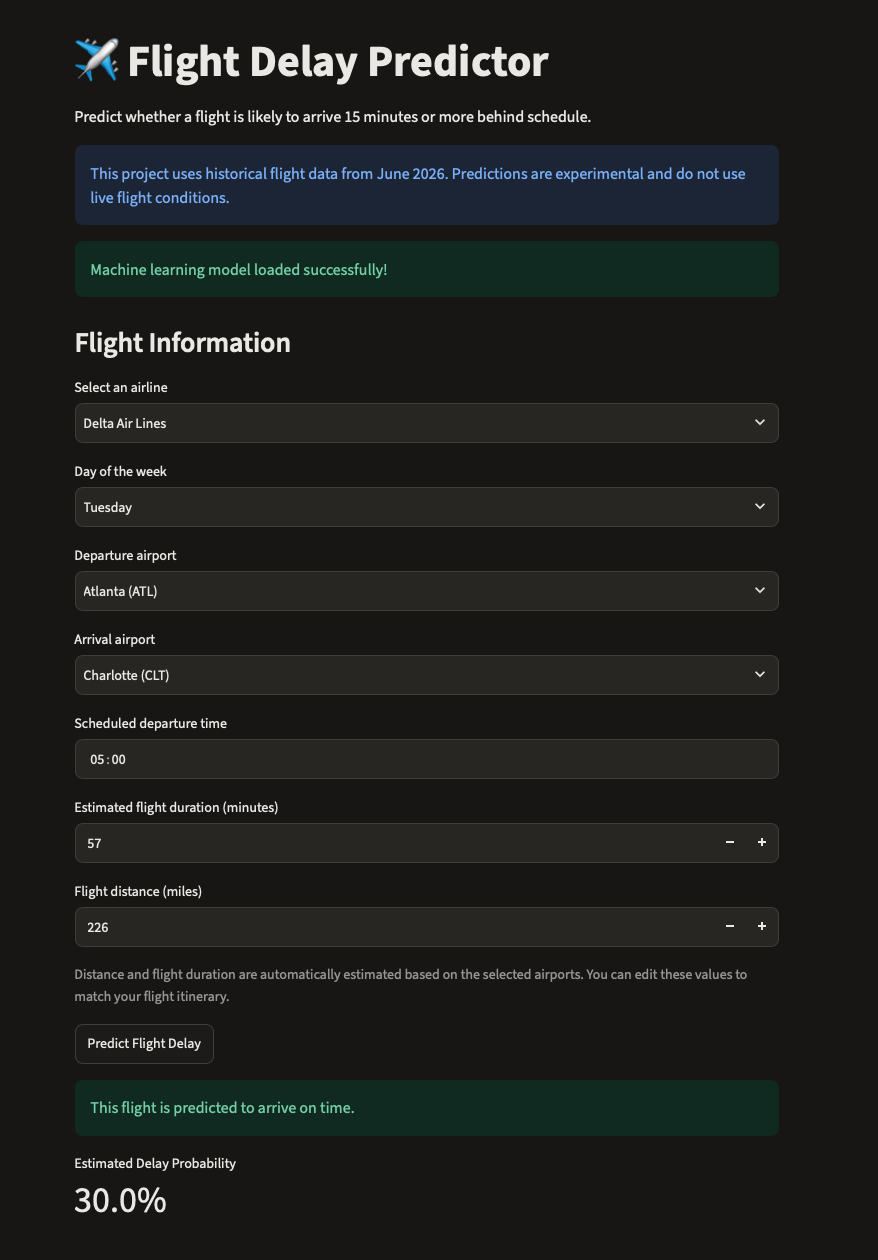 Flight Delay Predictor
Predict whether a flight is likely to arrive 15 minutes or more behind schedule.
This project uses historical flight data from June 2026. Predictions are experimental and do not use
live flight conditions.
Machine learning model loaded successfully!
Flight Information
Select an airline
Delta Air Lines
Day of the week
Tuesday
Departure airport
Atlanta (ATL)
Arrival airport
Charlotte (CLT)
Scheduled departure time
05:00
Estimated flight duration (minutes)
57
Flight distance (miles)
226
Distance and flight duration are automatically estimated based on the selected airports. You can edit these values to
match your flight itinerary.
Predict Flight Delay
This flight is predicted to arrive on time.
Estimated Delay Probability
30.0%